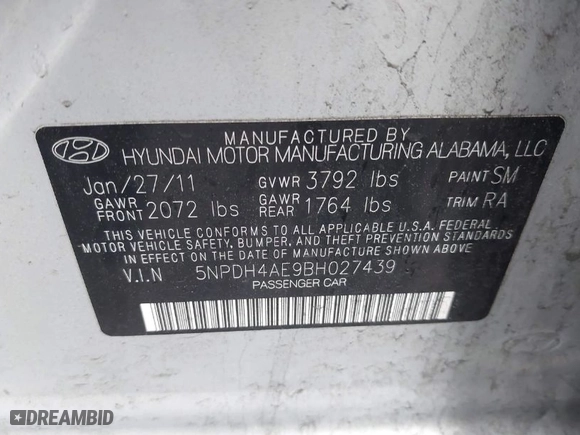 MANUFACTURED BY
HYUNDAI MOTOR MANUFACTURING ALABAMA, LLC
Jan/27/11 GVWR 3792 lbs PAINT SM
GAWR FRONT 2072 lbs GAWR REAR 1764 lbs TRIM RA
THIS VEHICLE CONFORMS TO ALL APPLICABLE U.S.A. FEDERAL
MOTOR VEHICLE SAFETY, BUMPER, AND THEFT PREVENTION STANDARDS
IN EFFECT ON THE DATE OF MANUFACTURE SHOWN ABOVE.
V.I.N 5NPDH4AE9BH027439
PASSENGER CAR
DREAMBID